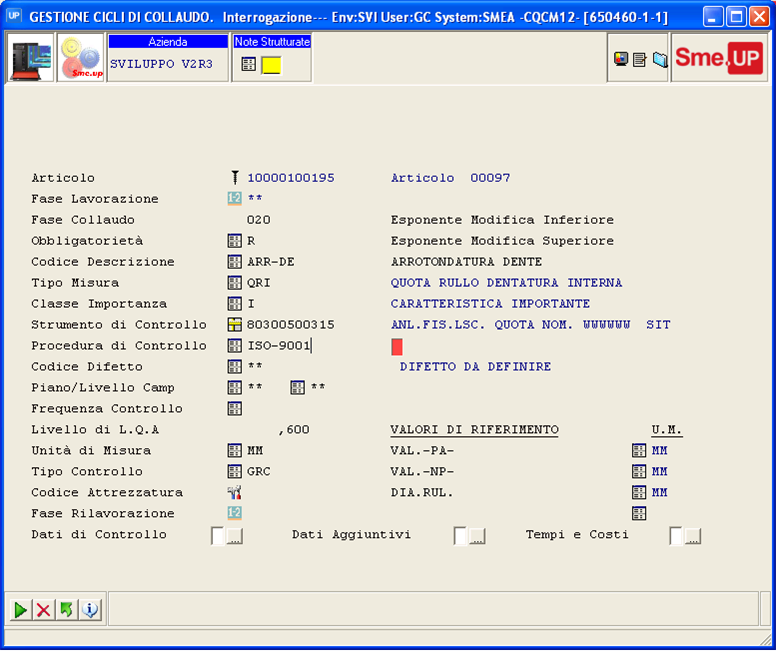 UP GESTIONE CICLI DI COLLAUDO. Interrogazione--- Env:SVI User:GC System:SMEA -CQCM12- [650460-1-1]
Sme.up
Azienda
SVILUPPO V2R3
Note Strutturate
Sme.UP
Articolo 10000100195 Articolo 00097
Fase Lavorazione **
Fase Collaudo 020 Esponente Modifica Inferiore
Obbligatorietà R Esponente Modifica Superiore
Codice Descrizione ARR-DE ARROTONDATURA DENTE
Tipo Misura QRI QUOTA RULLO DENTATURA INTERNA
Classe Importanza I CARATTERISTICA IMPORTANTE
Strumento di Controllo 80300500315 ANL.FIS.LSC. QUOTA NOM. WWWWWW SIT
Procedura di Controllo ISO-9001
Codice Difetto ** DIFETTO DA DEFINIRE
Piano/Livello Camp ** **
Frequenza Controllo
Livello di L.Q.A ,600 VALORI DI RIFERIMENTO U.M.
Unità di Misura MM VAL.-PA- MM
Tipo Controllo GRC VAL.-NP- MM
Codice Attrezzatura DIA.RUL. MM
Fase Rilavorazione
Dati di Controllo ... Dati Aggiuntivi ... Tempi e Costi ...